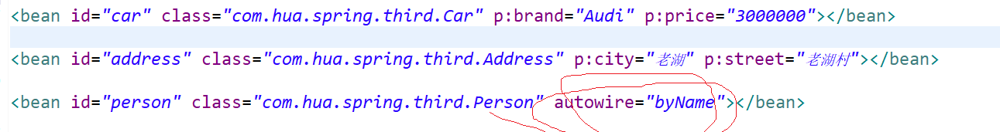 <bean id="car" class="com.hua.spring.third.Car" p:brand="Audi" p:price="3000000"></bean>
<bean id="address" class="com.hua.spring.third.Address" p:city="老湖" p:street="老湖村"></bean>
<bean id="person" class="com.hua.spring.third.Person" autowire="byName"></bean>